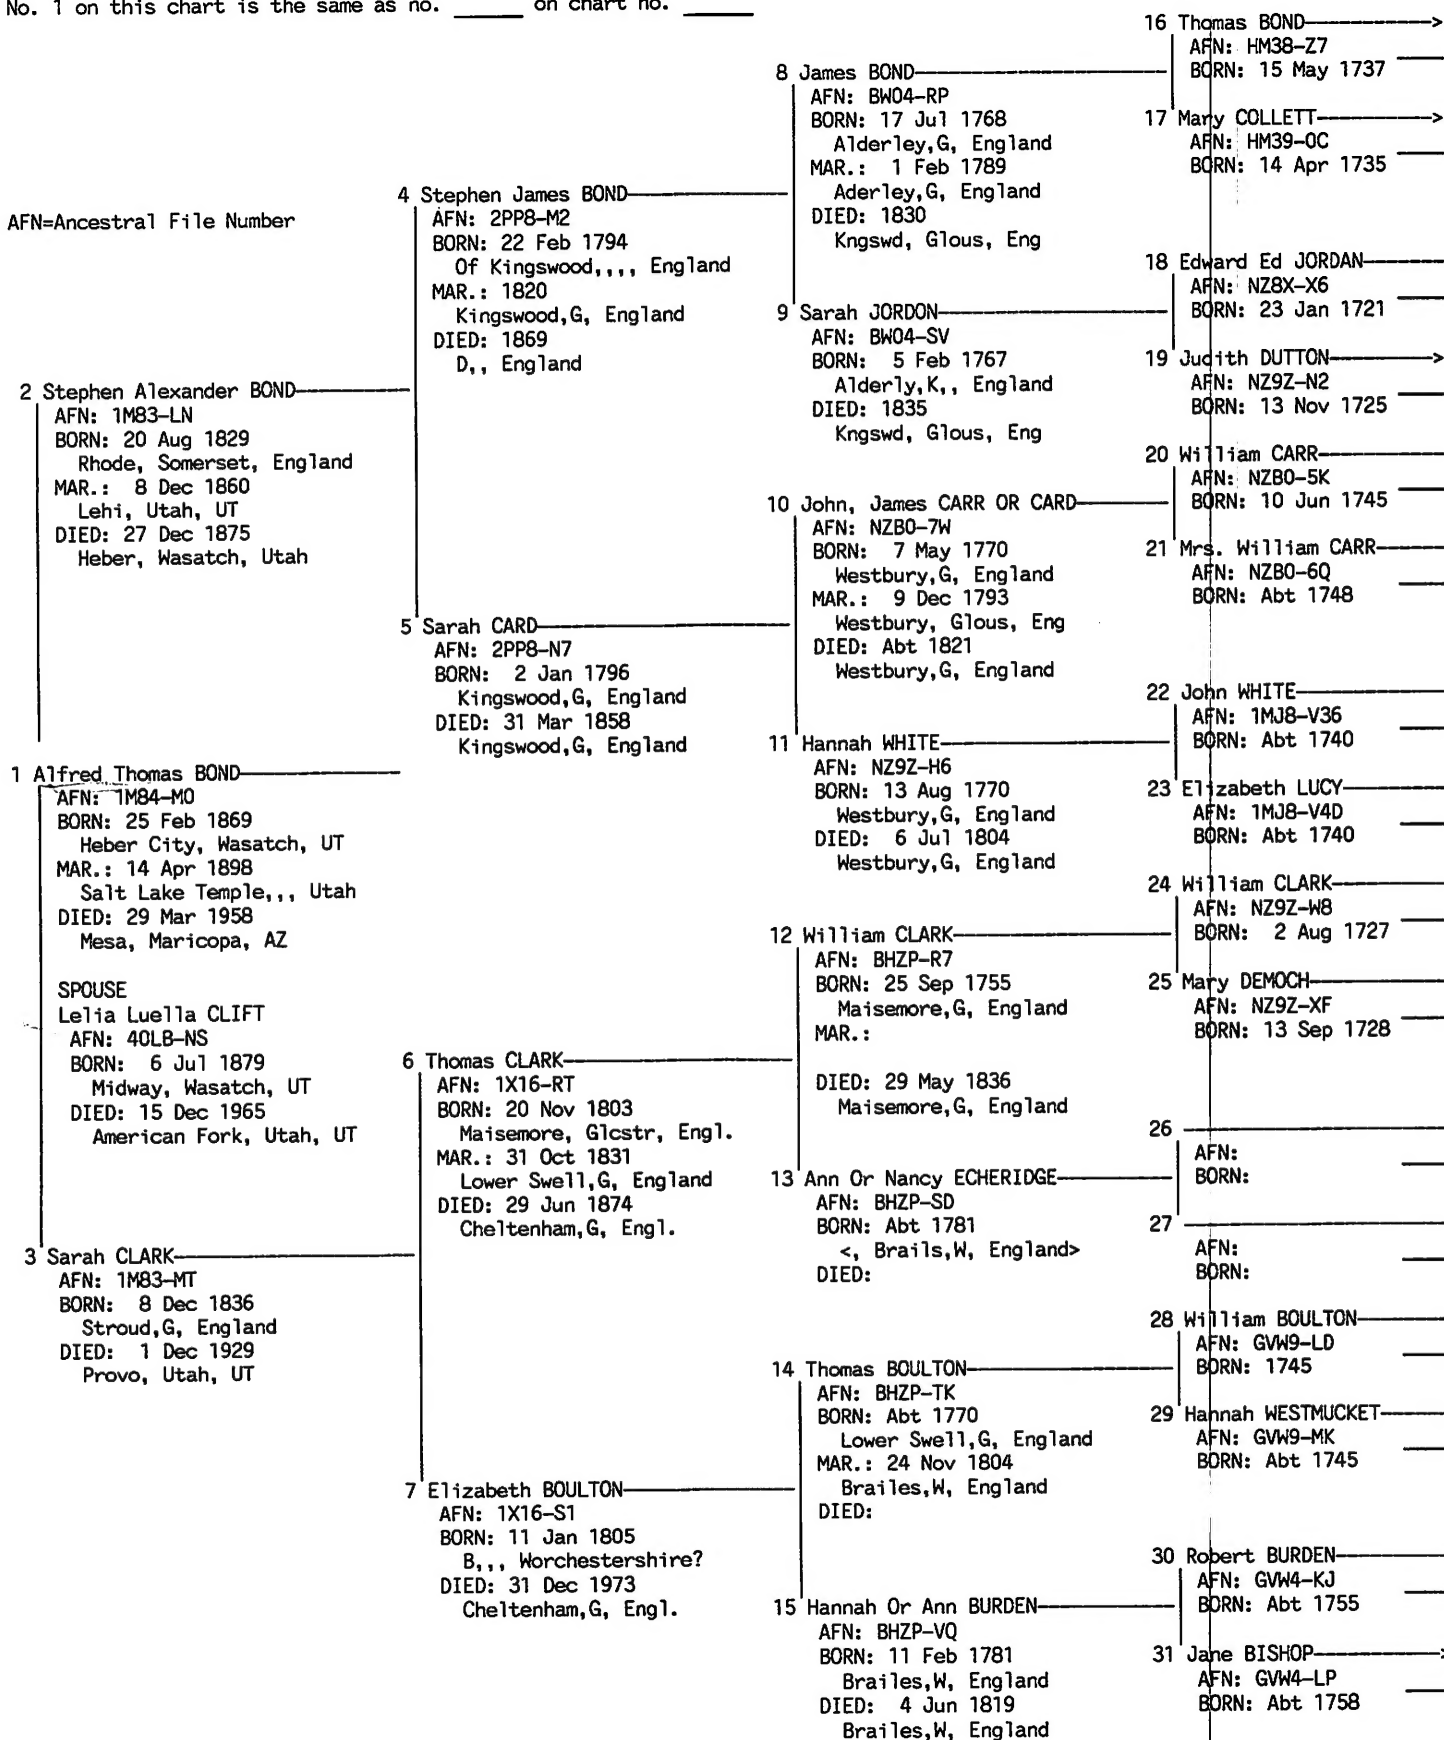 No. 1 on this chart is the same as no. ______ on chart no. ______
AFN=Ancestral File Number
1 Alfred Thomas BOND
AFN: 1M84-M0
BORN: 25 Feb 1869
Heber City, Wasatch, UT
MAR.: 14 Apr 1898
Salt Lake Temple,,, Utah
DIED: 29 Mar 1958
Mesa, Maricopa, AZ
SPOUSE
Lelia Luella CLIFT
AFN: 40LB-NS
BORN: 6 Jul 1879
Midway, Wasatch, UT
DIED: 15 Dec 1965
American Fork, Utah, UT
2 Stephen Alexander BOND
AFN: 1M83-LN
BORN: 20 Aug 1829
Rhode, Somerset, England
MAR.: 8 Dec 1860
Lehi, Utah, UT
DIED: 27 Dec 1875
Heber, Wasatch, Utah
3 Sarah CLARK
AFN: 1M83-MT
BORN: 8 Dec 1836
Stroud,G, England
DIED: 1 Dec 1929
Provo, Utah, UT
4 Stephen James BOND
AFN: 2PP8-M2
BORN: 22 Feb 1794
Of Kingswood,,,, England
MAR.: 1820
Kingswood,G, England
DIED: 1869
D,, England
5 Sarah CARD
AFN: 2PP8-N7
BORN: 2 Jan 1796
Kingswood,G, England
DIED: 31 Mar 1858
Kingswood,G, England
6 Thomas CLARK
AFN: 1X16-RT
BORN: 20 Nov 1803
Maisemore, Glcstr, Engl.
MAR.: 31 Oct 1831
Lower Swell,G, England
DIED: 29 Jun 1874
Cheltenham,G, Engl.
7 Elizabeth BOULTON
AFN: 1X16-S1
BORN: 11 Jan 1805
B,,, Worchestershire?
DIED: 31 Dec 1973
Cheltenham,G, Engl.
8 James BOND
AFN: BW04-RP
BORN: 17 Jul 1768
Alderley,G, England
MAR.: 1 Feb 1789
Aderley,G, England
DIED: 1830
Kngswd, Glous, Eng
9 Sarah JORDON
AFN: BW04-SV
BORN: 5 Feb 1767
Alderly,K,, England
DIED: 1835
Kngswd, Glous, Eng
10 John, James CARR OR CARD
AFN: NZB0-7W
BORN: 7 May 1770
Westbury,G, England
MAR.: 9 Dec 1793
Westbury, Glous, Eng
DIED: Abt 1821
Westbury,G, England
11 Hannah WHITE
AFN: NZ9Z-H6
BORN: 13 Aug 1770
Westbury,G, England
DIED: 6 Jul 1804
Westbury,G, England
12 William CLARK
AFN: BHZP-R7
BORN: 25 Sep 1755
Maisemore,G, England
MAR.:
DIED: 29 May 1836
Maisemore,G, England
13 Ann Or Nancy ECHERIDGE
AFN: BHZP-SD
BORN: Abt 1781
<, Brails,W, England>
DIED:
14 Thomas BOULTON
AFN: BHZP-TK
BORN: Abt 1770
Lower Swell,G, England
MAR.: 24 Nov 1804
Brailes,W, England
DIED:
15 Hannah Or Ann BURDEN
AFN: BHZP-VQ
BORN: 11 Feb 1781
Brailes,W, England
DIED: 4 Jun 1819
Brailes,W, England
16 Thomas BOND
AFN: HM38-Z7
BORN: 15 May 1737
17 Mary COLLETT
AFN: HM39-0C
BORN: 14 Apr 1735
18 Edward Ed JORDAN
AFN: NZ8X-X6
BORN: 23 Jan 1721
19 Judith DUTTON
AFN: NZ9Z-N2
BORN: 13 Nov 1725
20 William CARR
AFN: NZB0-5K
BORN: 10 Jun 1745
21 Mrs. William CARR
AFN: NZB0-6Q
BORN: Abt 1748
22 John WHITE
AFN: 1MJ8-V36
BORN: Abt 1740
23 Elizabeth LUCY
AFN: 1MJ8-V4D
BORN: Abt 1740
24 William CLARK
AFN: NZ9Z-W8
BORN: 2 Aug 1727
25 Mary DEMOCH
AFN: NZ9Z-XF
BORN: 13 Sep 1728
26
AFN:
BORN:
27
AFN:
BORN:
28 William BOULTON
AFN: GVW9-LD
BORN: 1745
29 Hannah WESTMUCKET
AFN: GVW9-MK
BORN: Abt 1745
30 Robert BURDEN
AFN: GVW4-KJ
BORN: Abt 1755
31 Jane BISHOP
AFN: GVW4-LP
BORN: Abt 1758